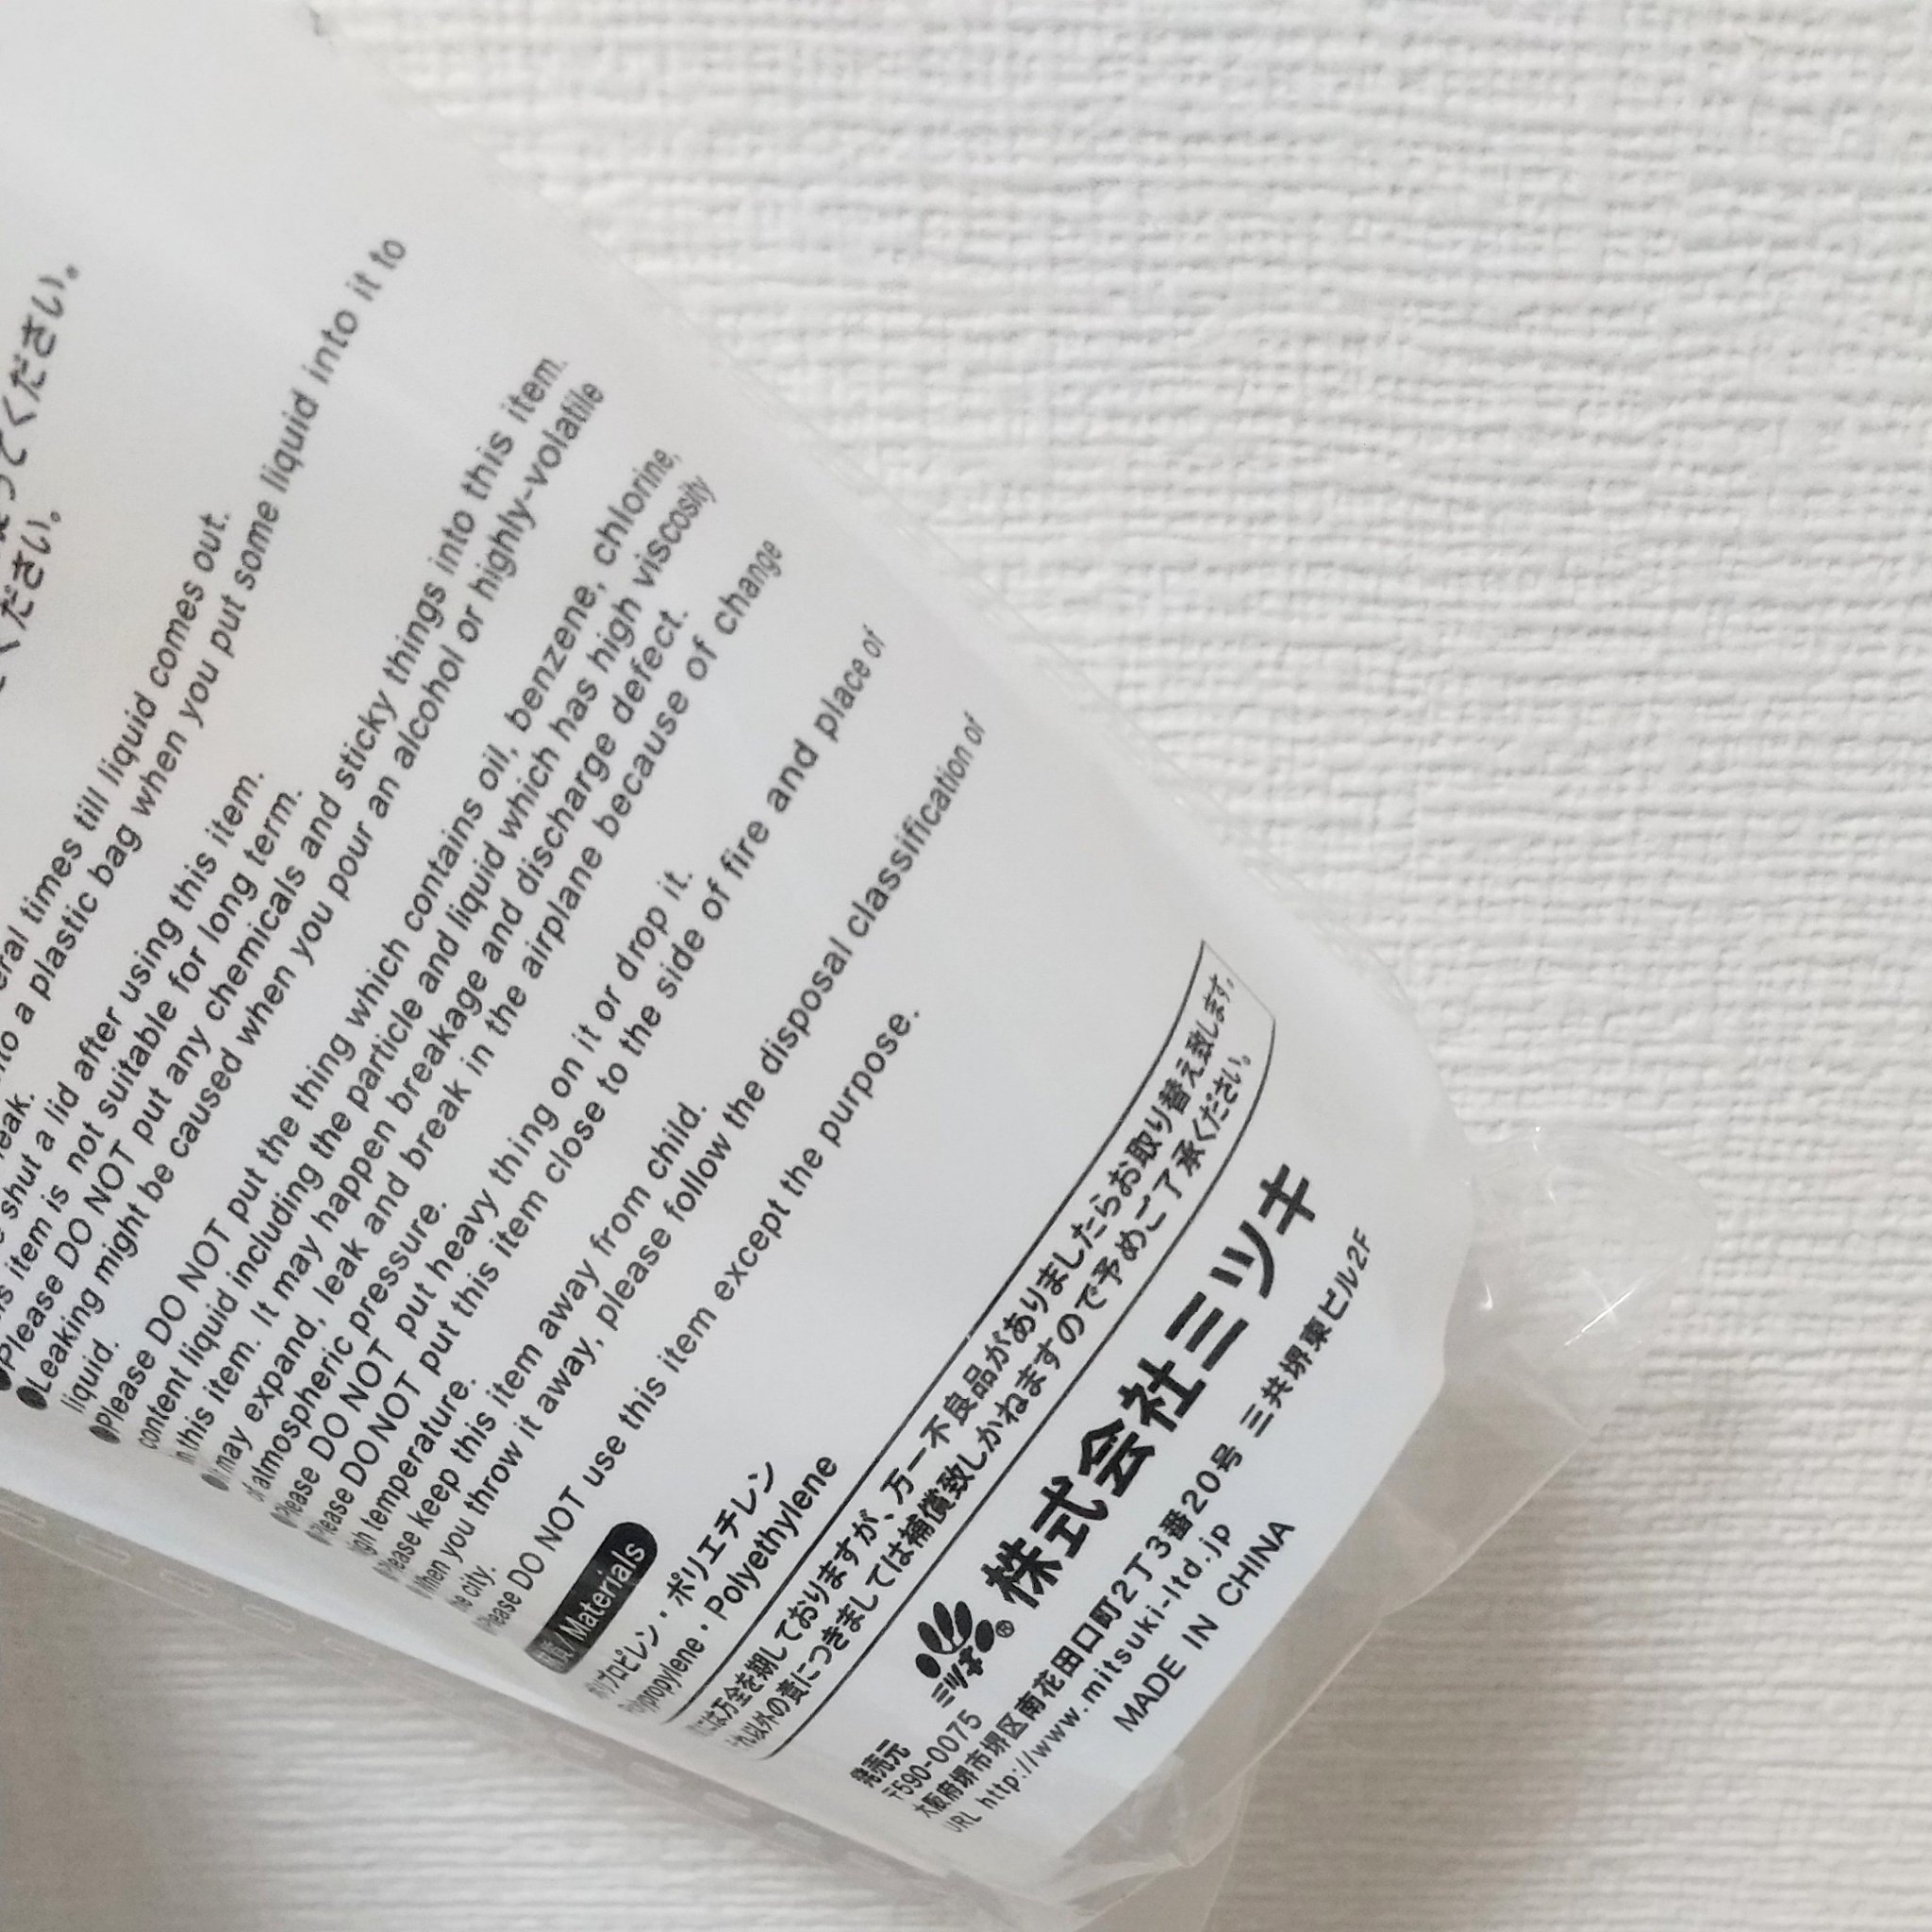 てください。
ください。
eral times till liquid comes out.
a plastic bag when you put some liquid into it to
leak.
shut a lid after using this item.
item is not suitable for long term.
●Please DO NOT put any chemicals and sticky things into this item.
●Leaking might be caused when you pour an alcohol or highly-volatile
liquid.
●Please DO NOT put the thing which contains oil, benzene, chlorine,
content liquid including the particle and liquid which has high viscosity
in this item. It may happen breakage and discharge defect.
●It may expand, leak and break in the airplane because of change
of atmospheric pressure.
●Please DO NOT put heavy thing on it or drop it.
●Please DO NOT put this item close to the side of fire and place of
high temperature.
Please keep this item away from child.
When you throw it away, please follow the disposal classification of
he city.
Please DO NOT use this item except the purpose.
材質/Materials
ポリプロピレン・ポリエチレン
Polypropylene・Polyethylene
には万全を期しておりますが、万一不良品がありましたらお取り替え致します。
それ以外の責につきましては補償致しかねますので予めご了承ください。
発売元
ミツキ® 株式会社ミツキ
〒590-0075
大阪府堺市堺区南花田口町2丁3番20号 三共堺東ビル2F
URL http://www.mitsuki-ltd.jp
MADE IN CHINA